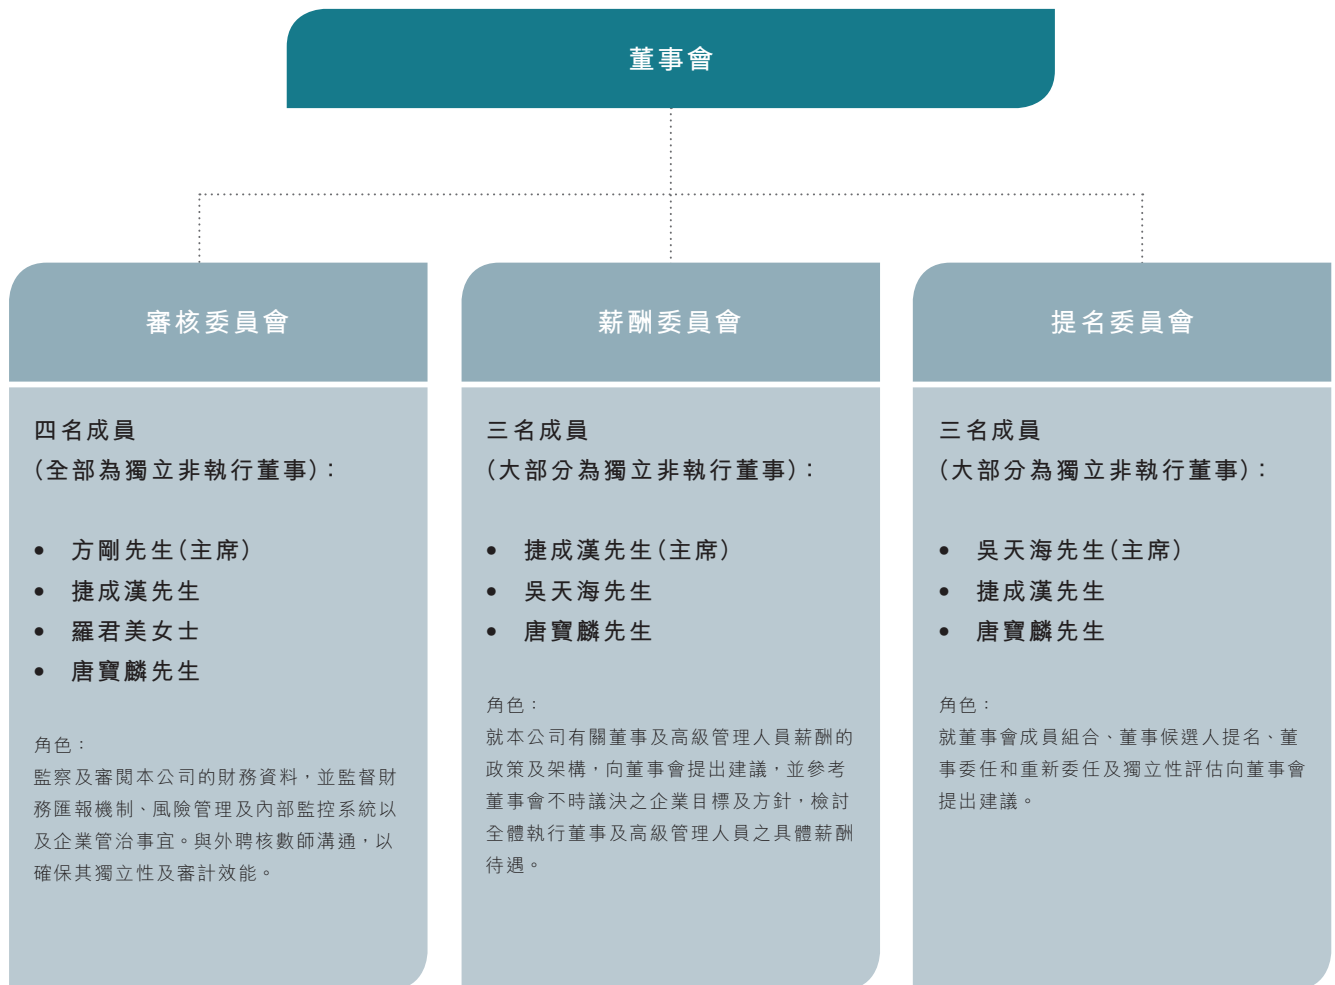 董事會
審核委員會
四名成員
(全部為獨立非執行董事):
• 方剛先生(主席)
• 捷成漢先生
• 羅君美女士
• 唐寶麟先生
角色:
監察及審閱本公司的財務資料,並監督財
務匯報機制、風險管理及內部監控系統以
及企業管治事宜。與外聘核數師溝通,以
確保其獨立性及審計效能。
薪酬委員會
三名成員
(大部分為獨立非執行董事):
• 捷成漢先生(主席)
• 吳天海先生
• 唐寶麟先生
角色:
就本公司有關董事及高級管理人員薪酬的
政策及架構,向董事會提出建議,並參考
董事會不時議決之企業目標及方針,檢討
全體執行董事及高級管理人員之具體薪酬
待遇。
提名委員會
三名成員
(大部分為獨立非執行董事):
• 吳天海先生(主席)
• 捷成漢先生
• 唐寶麟先生
角色:
就董事會成員組合、董事候選人提名、董
事委任和重新委任及獨立性評估向董事會
提出建議。